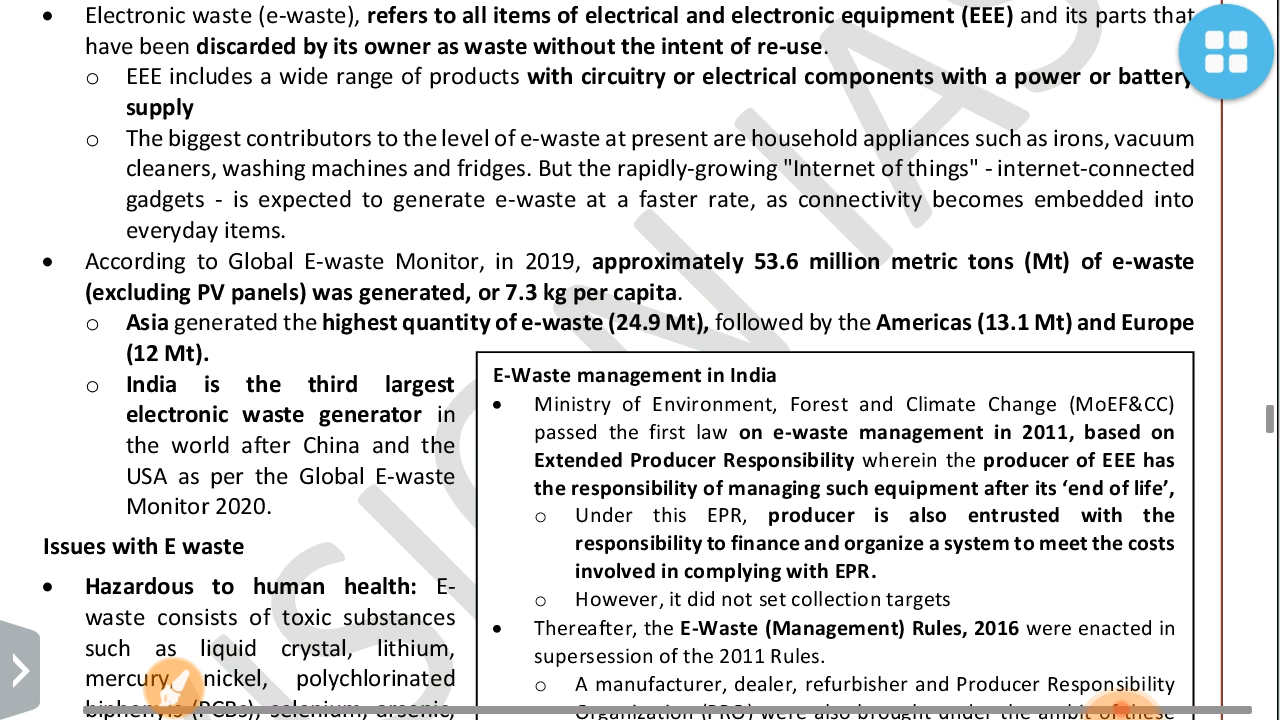 • Electronic waste (e-waste), refers to all items of electrical and electronic equipment (EEE) and its parts that
have been discarded by its owner as waste without the intent of re-use.
o EEE includes a wide range of products with circuitry or electrical components with a power or battery
supply
o The biggest contributors to the level of e-waste at present are household appliances such as irons, vacuum
cleaners, washing machines and fridges. But the rapidly-growing "Internet of things" - internet-connected
gadgets - is expected to generate e-waste at a faster rate, as connectivity becomes embedded into
everyday items.
• According to Global E-waste Monitor, in 2019, approximately 53.6 million metric tons (Mt) of e-waste
(excluding PV panels) was generated, or 7.3 kg per capita.
o Asia generated the highest quantity of e-waste (24.9 Mt), followed by the Americas (13.1 Mt) and Europe
(12 Mt).
o India is the third largest
electronic waste generator in
the world after China and the
USA as per the Global E-waste
Monitor 2020.
Issues with E waste
• Hazardous to human health: E-
waste consists of toxic substances
such as liquid crystal, lithium,
mercury, nickel, polychlorinated
biphenyls (PCBs), selenium, arsenic,
E-Waste management in India
• Ministry of Environment, Forest and Climate Change (MoEF&CC)
passed the first law on e-waste management in 2011, based on
Extended Producer Responsibility wherein the producer of EEE has
the responsibility of managing such equipment after its ‘end of life’,
o Under this EPR, producer is also entrusted with the
responsibility to finance and organize a system to meet the costs
involved in complying with EPR.
o However, it did not set collection targets
• Thereafter, the E-Waste (Management) Rules, 2016 were enacted in
supersession of the 2011 Rules.
o A manufacturer, dealer, refurbisher and Producer Responsibility
Organization (PRO) were also brought under the ambit of these